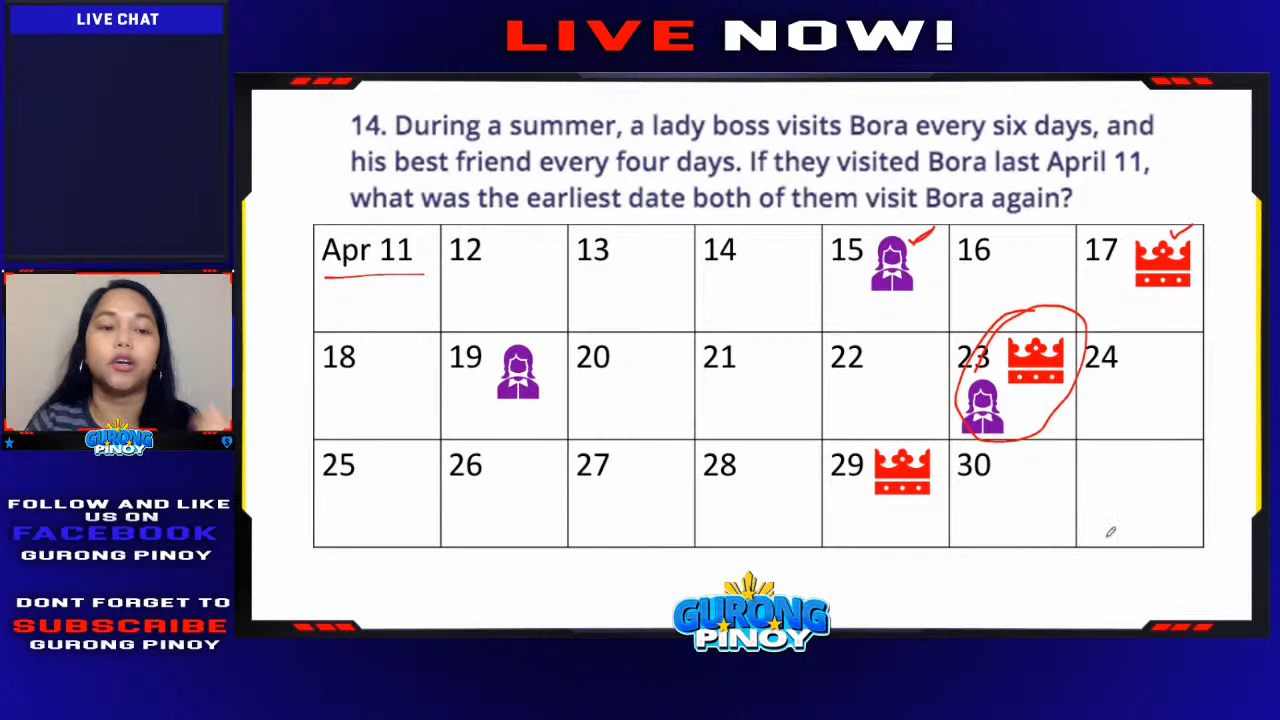 LIVE CHAT
LIVE NOW!
14. During a summer, a lady boss visits Bora every six days, and
his best friend every four days. If they visited Bora last April 11,
what was the earliest date both of them visit Bora again?
Apr 11 12 13 14 15 16 17
18 19 20 21 22 23 24
25 26 27 28 29 30
GURONG
PINOY
FOLLOW AND LIKE
US ON
FACEBOOK
GURONG PINOY
DONT FORGET TO
SUBSCRIBE
GURONG PINOY
GURONG
PINOY